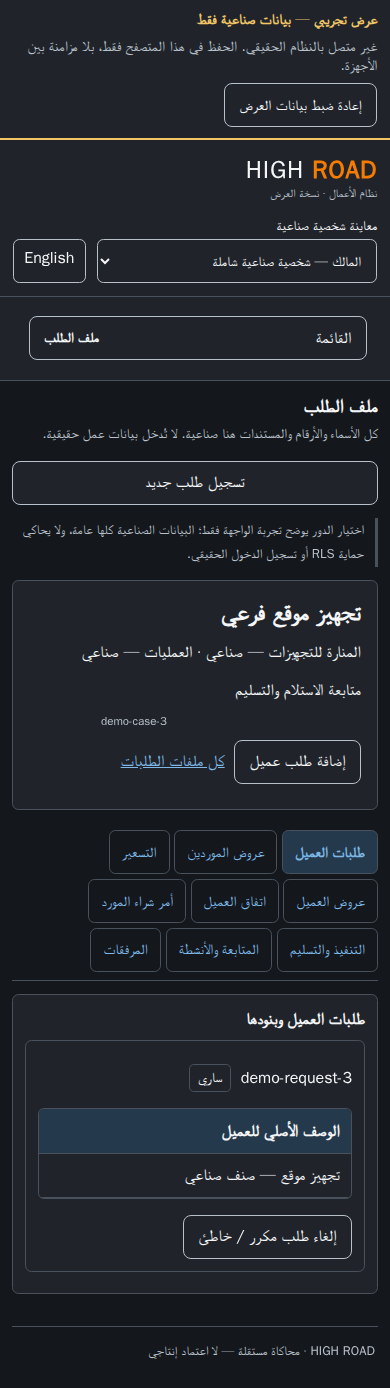 عرض تجريبي — بيانات صناعية فقط
غير متصل بالنظام الحقيقي. الحفظ في هذا المتصفح فقط، بلا مزامنة بين
الأجهزة.
إعادة ضبط بيانات العرض
HIGH ROAD
نظام الأعمال · نسخة العرض
معاينة شخصية صناعية
المالك — شخصية صناعية شاملة
English
القائمة
ملف الطلب
ملف الطلب
كل الأسماء والأرقام والمستندات هنا صناعية. لا تُدخل بيانات عمل حقيقية.
تسجيل طلب جديد
اختيار الدور يوضح تجربة الواجهة فقط؛ البيانات الصناعية كلها عامة، ولا يحاكي
حماية RLS أو تسجيل الدخول الحقيقي.
تجهيز موقع فرعي
المنارة للتجهيزات — صناعي · العمليات — صناعي
متابعة الاستلام والتسليم
demo-case-3
إضافة طلب عميل
كل ملفات الطلبات
طلبات العميل
عروض الموردين
التسعير
عروض العميل
اتفاق العميل
أمر شراء المورد
التنفيذ والتسليم
المتابعة والأنشطة
المرفقات
طلبات العميل وبنودها
demo-request-3
ساري
الوصف الأصلي للعميل
تجهيز موقع — صنف صناعي
إلغاء طلب مكرر / خاطئ
HIGH ROAD · محاكاة مستقلة — لا اعتماد إنتاجي